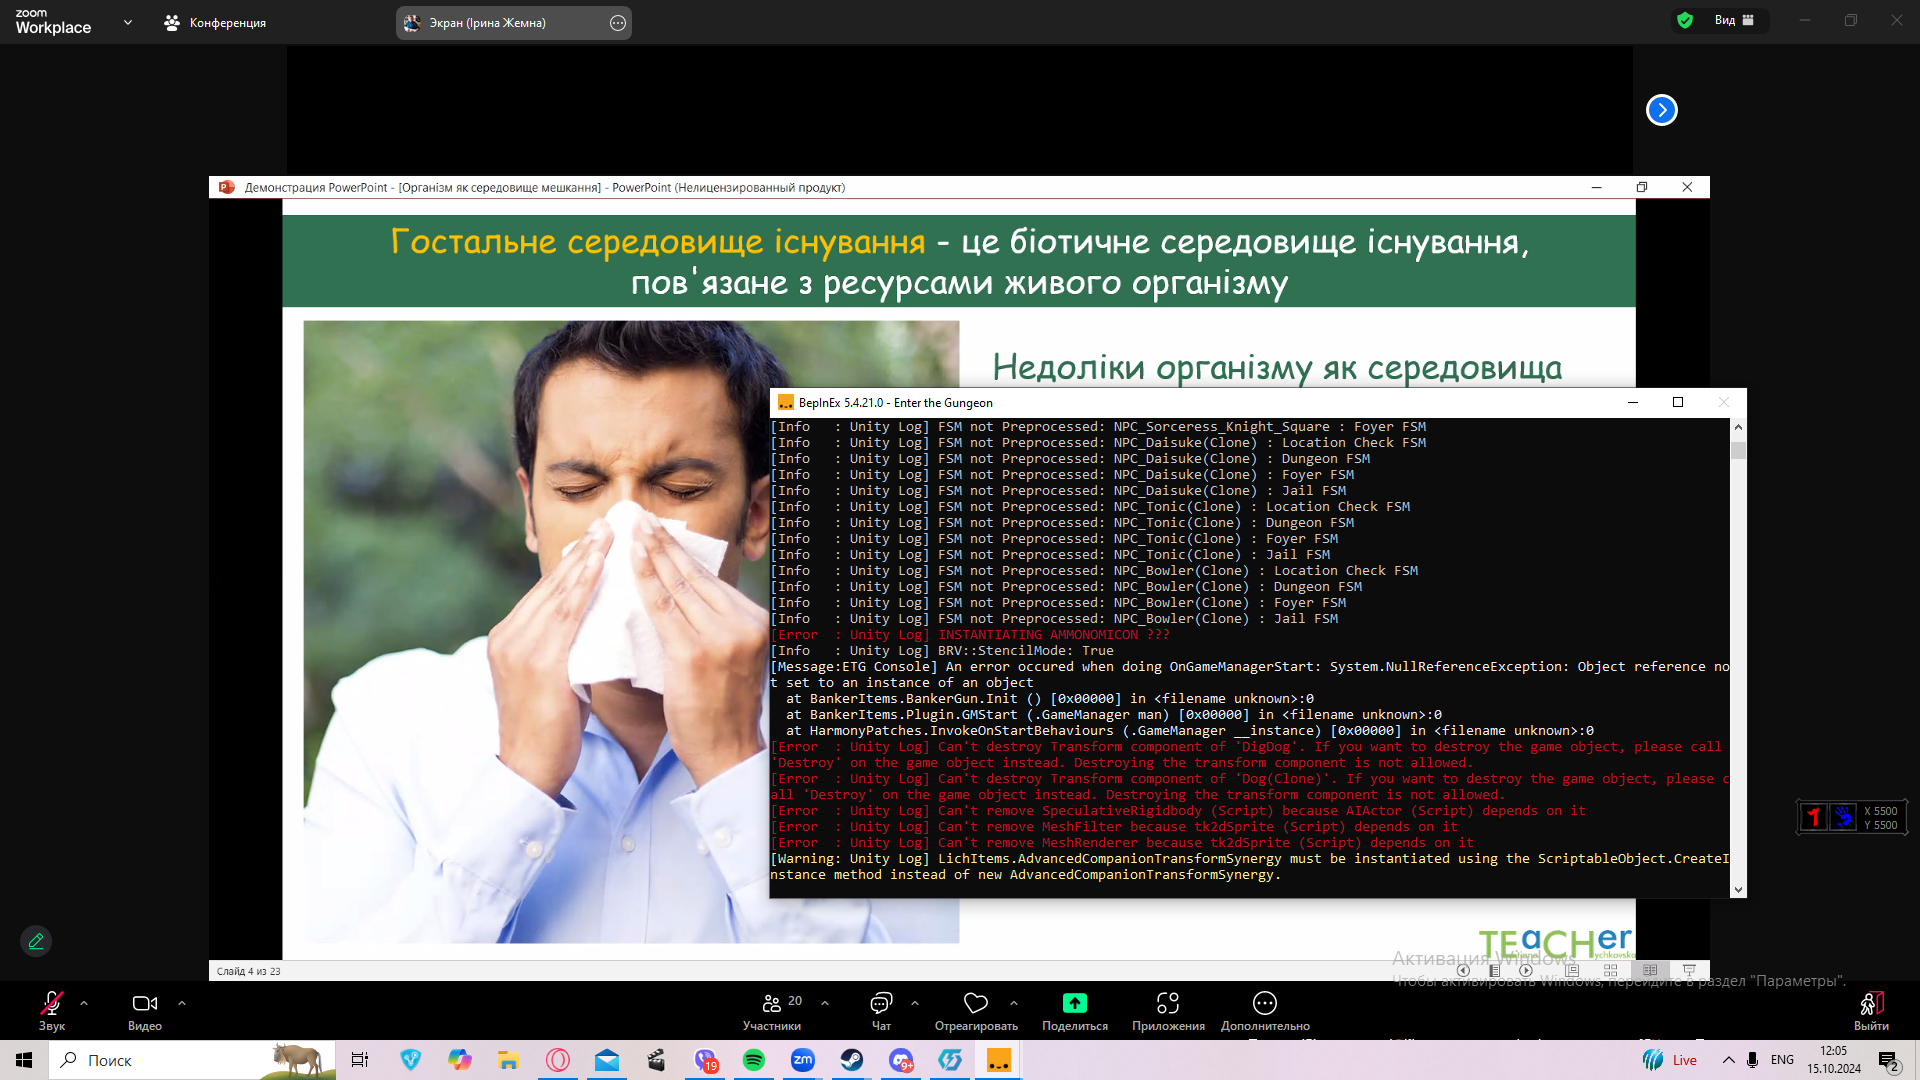 zoom
Workplace
Конференция
Экран (Ірина Жемна)
Вид
Демонстрация PowerPoint - [Організм як середовище мешкання] - PowerPoint (Нелицензированный продукт)
Гостальне середовище існування - це біотичне середовище існування,
пов'язане з ресурсами живого організму
Недоліки організму як середовища
BepInEx 5.4.21.0 - Enter the Gungeon
[Info   : Unity Log] FSM not Preprocessed: NPC_Sorceress_Knight_Square : Foyer FSM
[Info   : Unity Log] FSM not Preprocessed: NPC_Daisuke(Clone) : Location Check FSM
[Info   : Unity Log] FSM not Preprocessed: NPC_Daisuke(Clone) : Dungeon FSM
[Info   : Unity Log] FSM not Preprocessed: NPC_Daisuke(Clone) : Foyer FSM
[Info   : Unity Log] FSM not Preprocessed: NPC_Daisuke(Clone) : Jail FSM
[Info   : Unity Log] FSM not Preprocessed: NPC_Tonic(Clone) : Location Check FSM
[Info   : Unity Log] FSM not Preprocessed: NPC_Tonic(Clone) : Dungeon FSM
[Info   : Unity Log] FSM not Preprocessed: NPC_Tonic(Clone) : Foyer FSM
[Info   : Unity Log] FSM not Preprocessed: NPC_Tonic(Clone) : Jail FSM
[Info   : Unity Log] FSM not Preprocessed: NPC_Bowler(Clone) : Location Check FSM
[Info   : Unity Log] FSM not Preprocessed: NPC_Bowler(Clone) : Dungeon FSM
[Info   : Unity Log] FSM not Preprocessed: NPC_Bowler(Clone) : Foyer FSM
[Info   : Unity Log] FSM not Preprocessed: NPC_Bowler(Clone) : Jail FSM
[Error  : Unity Log] INSTANTIATING AMMONOMICON ???
[Info   : Unity Log] BRV::StencilMode: True
[Message:ETG Console] An error occured when doing OnGameManagerStart: System.NullReferenceException: Object reference no
t set to an instance of an object
at BankerItems.BankerGun.Init () [0x00000] in <filename unknown>:0
at BankerItems.Plugin.GMStart (.GameManager man) [0x00000] in <filename unknown>:0
at HarmonyPatches.InvokeOnStartBehaviours (.GameManager __instance) [0x00000] in <filename unknown>:0
[Error  : Unity Log] Can't destroy Transform component of 'DigDog'. If you want to destroy the game object, please call
'Destroy' on the game object instead. Destroying the transform component is not allowed.
[Error  : Unity Log] Can't destroy Transform component of 'Dog(Clone)'. If you want to destroy the game object, please c
all 'Destroy' on the game object instead. Destroying the transform component is not allowed.
[Error  : Unity Log] Can't remove SpeculativeRigidbody (Script) because AIActor (Script) depends on it
[Error  : Unity Log] Can't remove MeshFilter because tk2dSprite (Script) depends on it
[Error  : Unity Log] Can't remove MeshRenderer because tk2dSprite (Script) depends on it
[Warning: Unity Log] LichItems.AdvancedCompanionTransformSynergy must be instantiated using the ScriptableObject.CreateI
nstance method instead of new AdvancedCompanionTransformSynergy.
X 5500
Y 5500
TEaCHer
Активация Windows
Чтобы активировать Windows, перейдите в раздел "Параметры".
Слайд 4 из 23
Звук
Видео
20
Участники
Чат
Отреагировать
Поделиться
Приложения
Дополнительно
Выйти
Поиск
19
zm
9+
Live
ENG
12:05
15.10.2024
2